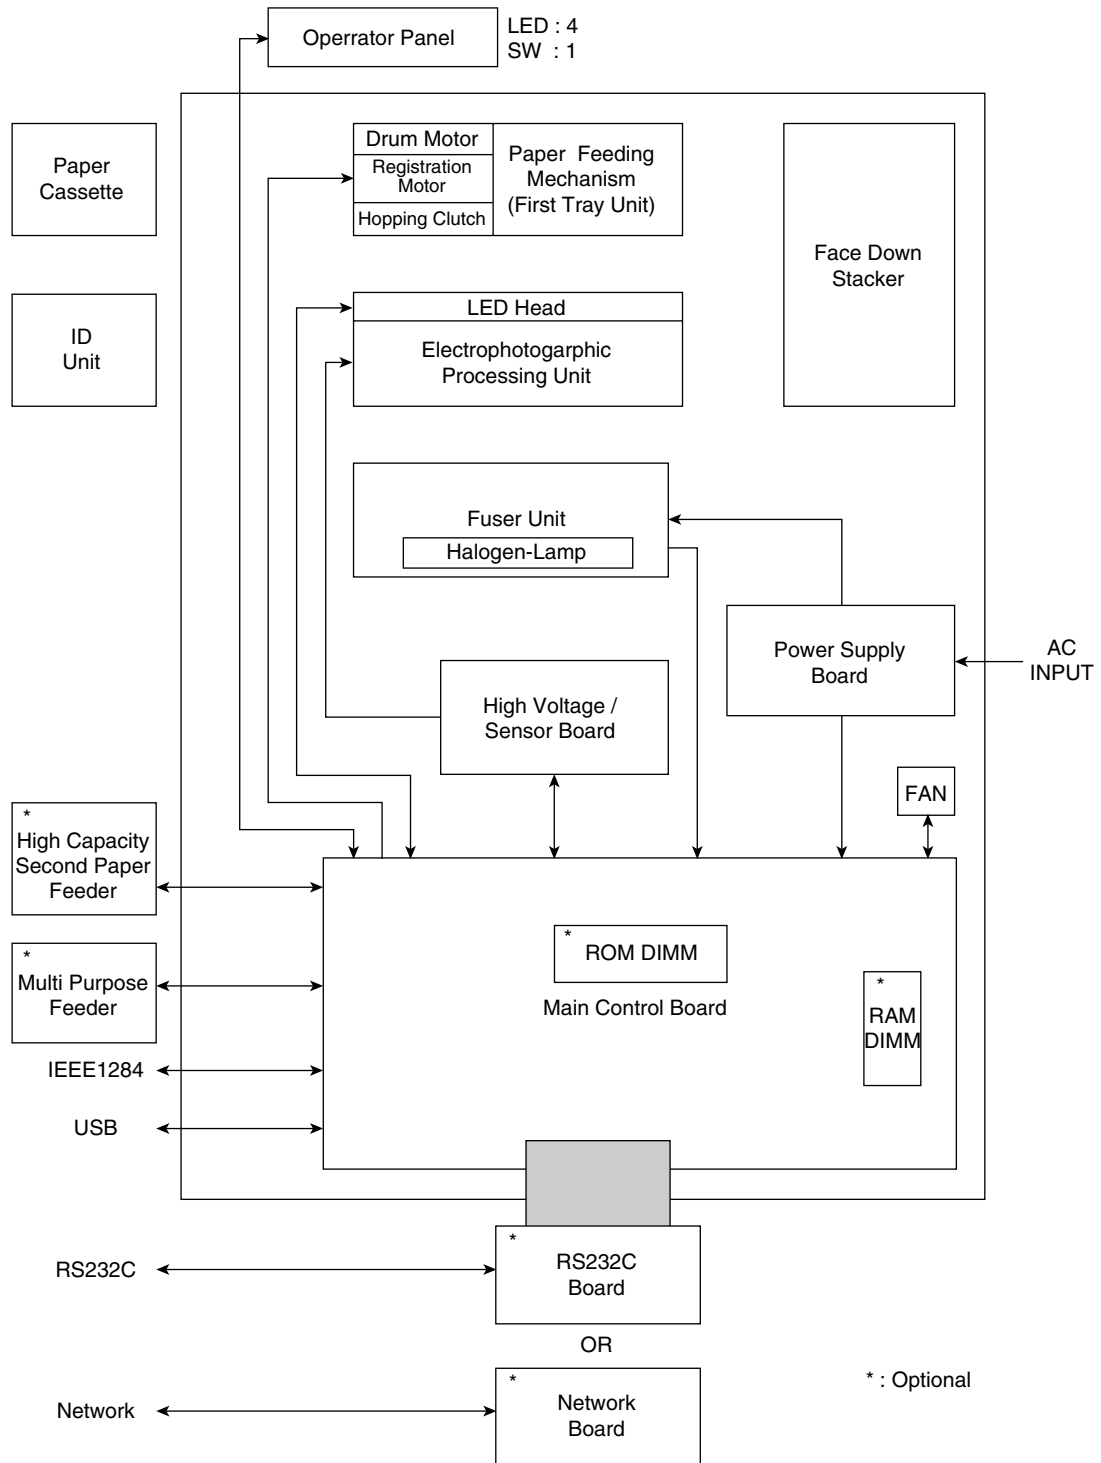 Operrator Panel
LED : 4
SW : 1
Paper
Cassette
Drum Motor
Registration
Motor
Hopping Clutch
Paper Feeding
Mechanism
(First Tray Unit)
Face Down
Stacker
ID
Unit
LED Head
Electrophotogarphic
Processing Unit
Fuser Unit
Halogen-Lamp
Power Supply
Board
AC
INPUT
High Voltage /
Sensor Board
FAN
*
High Capacity
Second Paper
Feeder
*
ROM DIMM
Main Control Board
*
RAM
DIMM
*
Multi Purpose
Feeder
IEEE1284
USB
RS232C
*
RS232C
Board
OR
* : Optional
Network
*
Network
Board